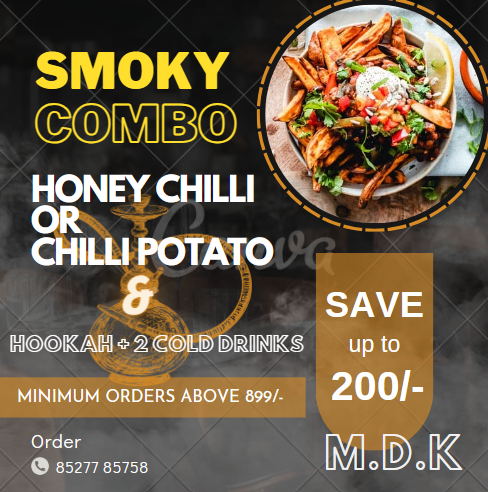 SMOKY
COMBO
HONEY CHILLI
OR
CHILLI POTATO
&
HOOKAH + 2 COLD DRINKS
MINIMUM ORDERS ABOVE 899/-
Order
85277 85758
SAVE
up to
200/-
M.D.K
Canva